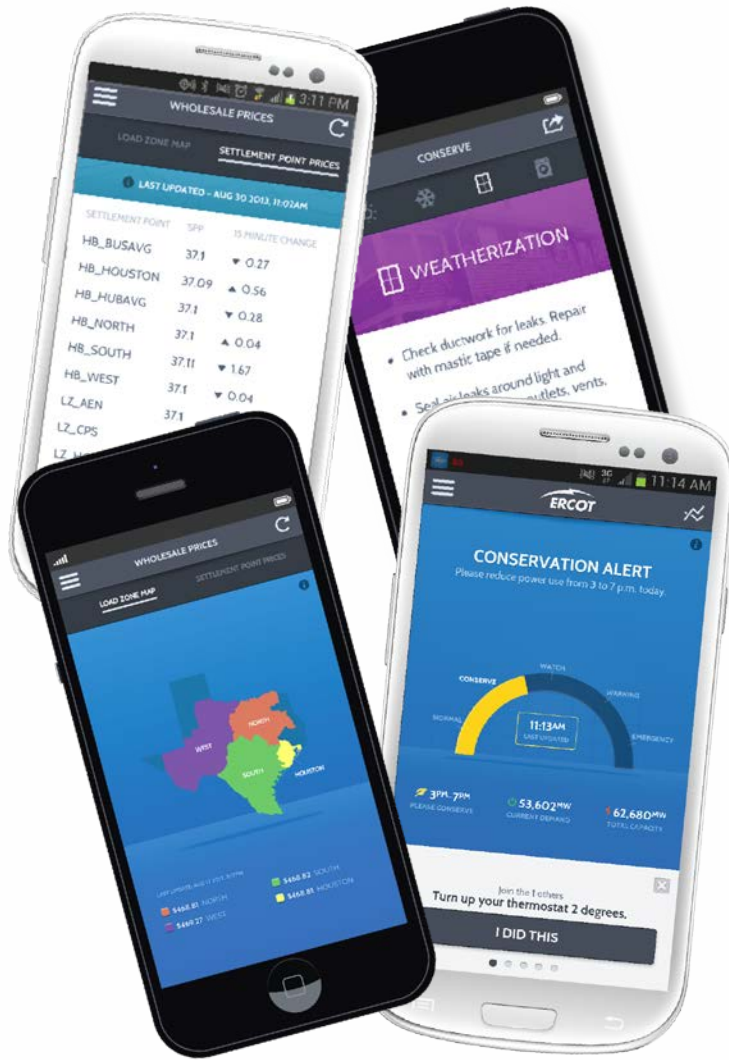 3:11 PM
WHOLESALE PRICES
LOAD ZONE MAP SETTLEMENT POINT PRICES
LAST UPDATED - AUG 30 2013, 11:02AM
SETTLEMENT POINT SPP 15 MINUTE CHANGE
HB_BUSAVG 37.1 ▼ 0.27
HB_HOUSTON 37.09 ▲ 0.56
HB_HUBAVG 37.1 ▼ 0.28
HB_NORTH 37.1 ▲ 0.04
HB_SOUTH 37.11 ▼ 1.67
HB_WEST 37.1 ▼ 0.04
LZ_AEN 37.1
LZ_CPS
CONSERVE
WEATHERIZATION
• Check ductwork for leaks. Repair
with mastic tape if needed.
• Seal air leaks around light and
outlets, vents,
WHOLESALE PRICES
LOAD ZONE MAP SETTLEMENT POINT PRICES
NORTH
WEST
SOUTH
HOUSTON
$468.81 NORTH $468.82 SOUTH
$469.27 WEST $468.81 HOUSTON
3G 11:14 AM
ERCOT
CONSERVATION ALERT
Please reduce power use from 3 to 7 p.m. today.
WATCH
CONSERVE WARNING
NORMAL EMERGENCY
11:13AM
LAST UPDATED
3PM-7PM 53,602MW 62,680MW
PLEASE CONSERVE CURRENT DEMAND TOTAL CAPACITY
Join the 1 others
Turn up your thermostat 2 degrees.
I DID THIS